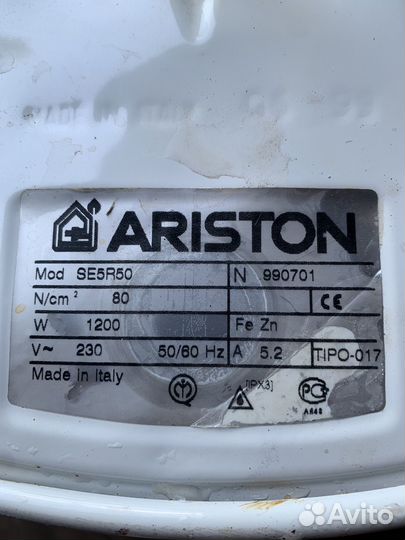 ARISTON
Mod SE5R50 N 990701
N/cm² 80 CE
W 1200 Fe Zn
V~ 230 50/60 Hz A 5.2 TIPO-017
Made in Italy [IPX3]
Avito